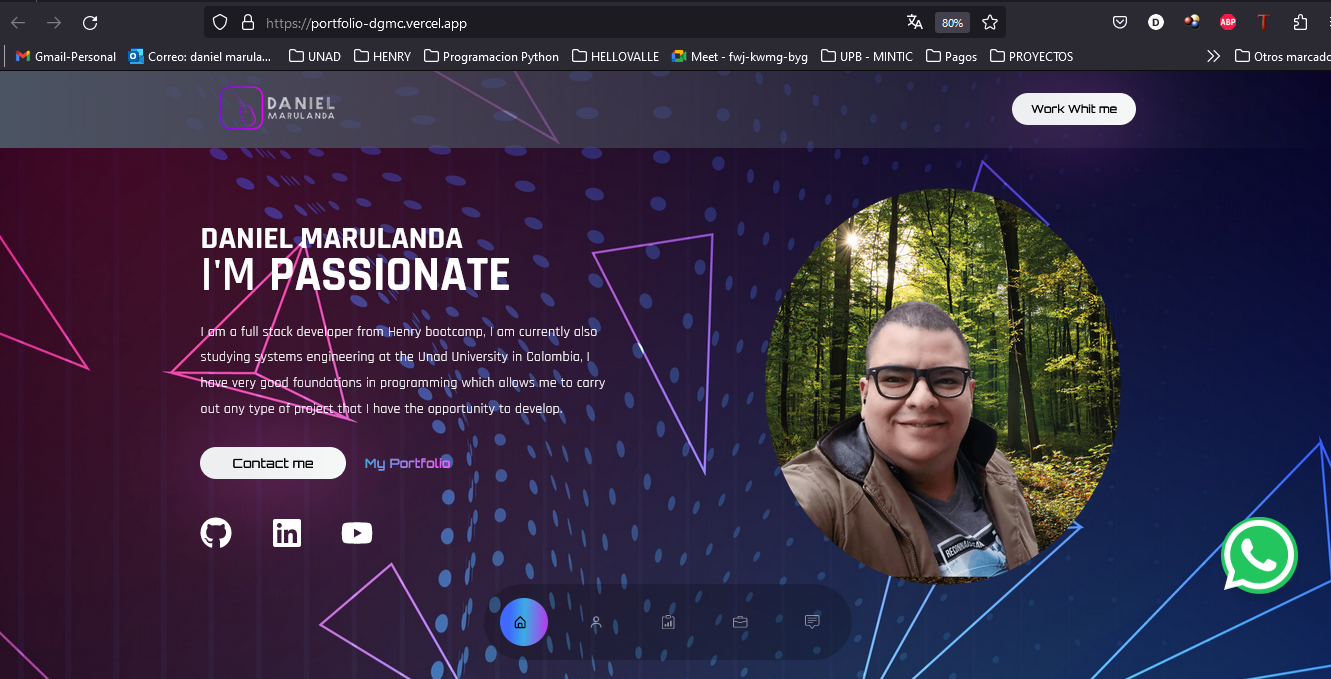 https://portfolio-dgmc.vercel.app
80%
D
ABP
T
Gmail-Personal
Correo: daniel marula...
UNAD
HENRY
Programacion Python
HELLOVALLE
Meet - fwj-kwmg-byg
UPB - MINTIC
Pagos
PROYECTOS
Otros marcado
DANIEL
MARULANDA
Work Whit me
DANIEL MARULANDA
I'M PASSIONATE
I am a full stack developer from Henry bootcamp, I am currently also
studying systems engineering at the Unad University in Colombia, I
have very good foundations in programming which allows me to carry
out any type of project that I have the opportunity to develop.
Contact me
My Portfolio
in